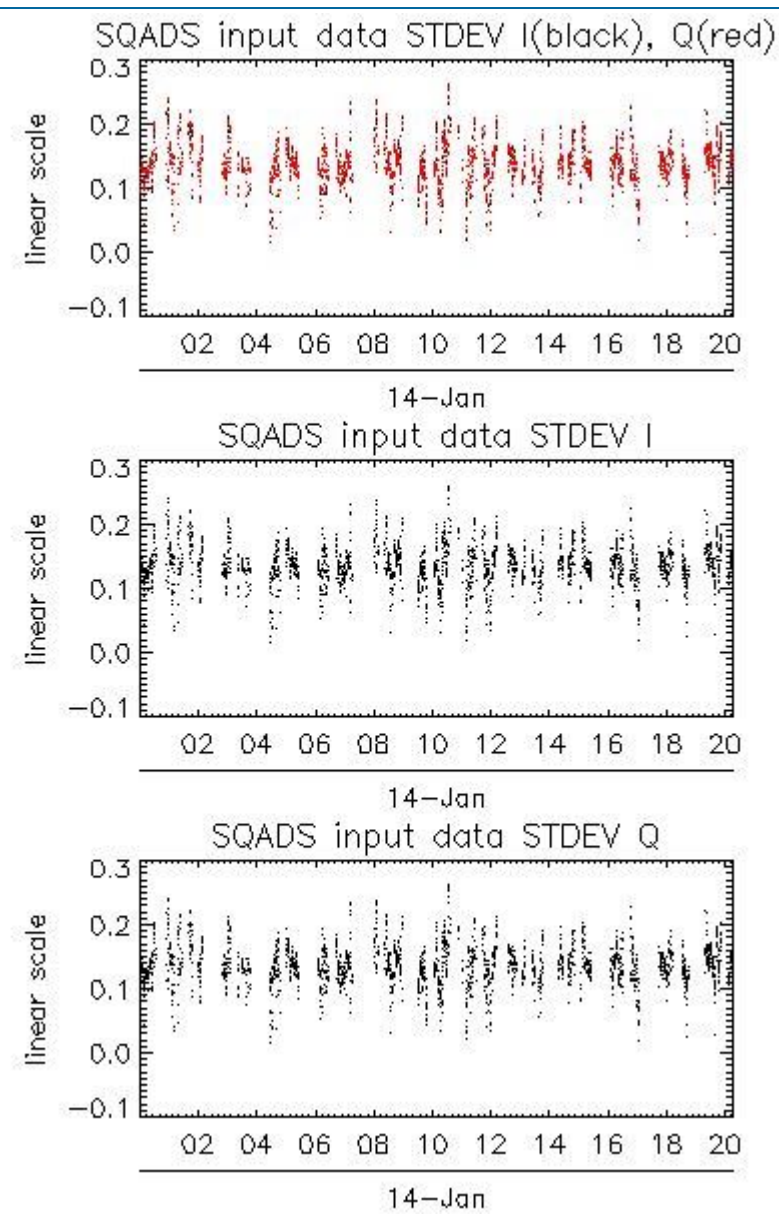 SQADS input data STDEV I(black), Q(red)
0.3
0.2
0.1
0.0
-0.1
linear scale
02 04 06 08 10 12 14 16 18 20
14-Jan
SQADS input data STDEV I
0.3
0.2
0.1
0.0
-0.1
linear scale
02 04 06 08 10 12 14 16 18 20
14-Jan
SQADS input data STDEV Q
0.3
0.2
0.1
0.0
-0.1
linear scale
02 04 06 08 10 12 14 16 18 20
14-Jan